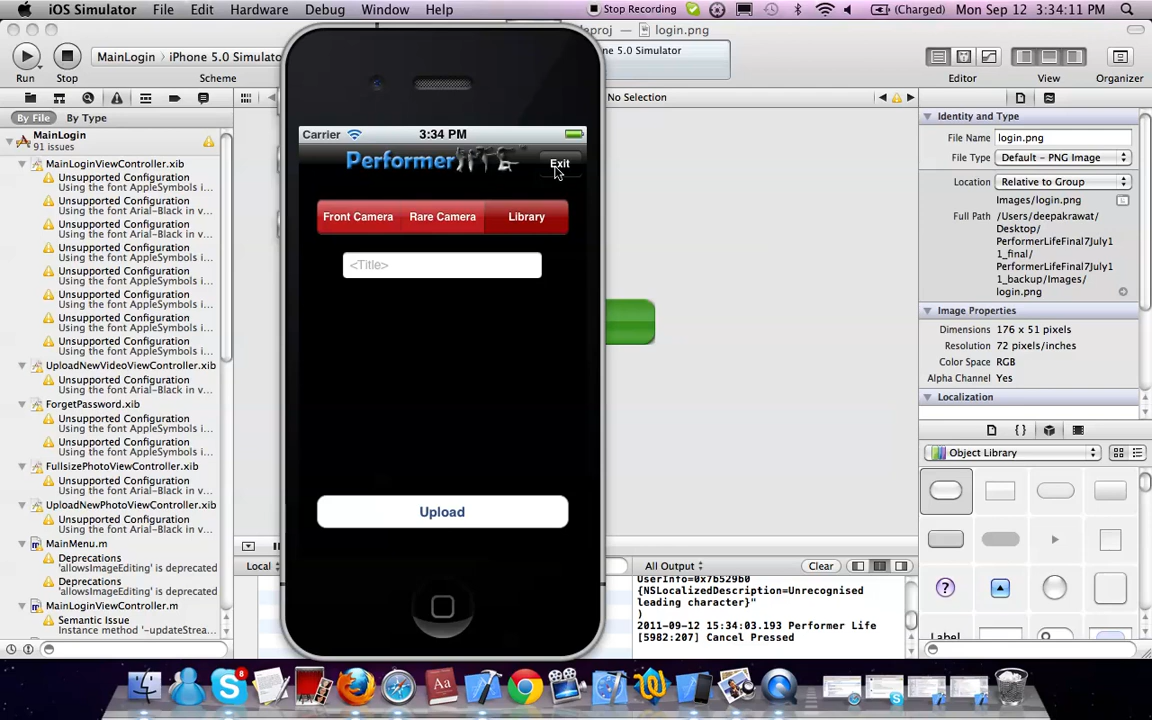 iOS Simulator File Edit Hardware Debug Window Help Stop Recording (Charged) Mon Sep 12 3:34:11 PM
login.png
MainLogin iPhone 5.0 Simulato
ne 5.0 Simulator
Run Stop Scheme Editor View Organizer
No Selection
By File By Type
MainLogin
91 issues
MainLoginViewController.xib
Unsupported Configuration
Using the font AppleSymbols i...
Unsupported Configuration
Using the font Arial-Black in v...
Unsupported Configuration
Using the font Arial-Black in v...
Unsupported Configuration
Using the font AppleSymbols i...
Unsupported Configuration
Using the font AppleSymbols i...
Unsupported Configuration
Using the font AppleSymbols i...
Unsupported Configuration
Using the font AppleSymbols i...
Unsupported Configuration
Using the font Arial-Black in v...
UploadNewVideoViewController.xib
Unsupported Configuration
Using the font Arial-Black in v...
ForgetPassword.xib
Unsupported Configuration
Using the font Arial-Black in v...
Unsupported Configuration
Using the font Arial-Black in v...
FullsizePhotoViewController.xib
Unsupported Configuration
Using the font Arial-Black in v...
UploadNewPhotoViewController.xib
Unsupported Configuration
Using the font Arial-Black in v...
MainMenu.m
Deprecations
'allowsImageEditing' is deprecated
Deprecations
'allowsImageEditing' is deprecated
MainLoginViewController.m
Semantic Issue
Instance method '-updateStrea...
Carrier 3:34 PM
Performer Exit
Front Camera Rare Camera Library
<Title>
Upload
Local
All Output Clear
UserInfo=0x7b529b0
{NSLocalizedDescription=Unrecognised
leading character}"
)
2011-09-12 15:34:03.193 Performer Life
[5982:207] Cancel Pressed
Identity and Type
File Name login.png
File Type Default - PNG Image
Location Relative to Group
Images/login.png
Full Path /Users/deepakrawat/
Desktop/
PerformerLifeFinal7July1
1_final/
PerformerLifeFinal7July1
1_backup/Images/
login.png
Image Properties
Dimensions 176 x 51 pixels
Resolution 72 pixels/inches
Color Space RGB
Alpha Channel Yes
Localization
Object Library
Label
8